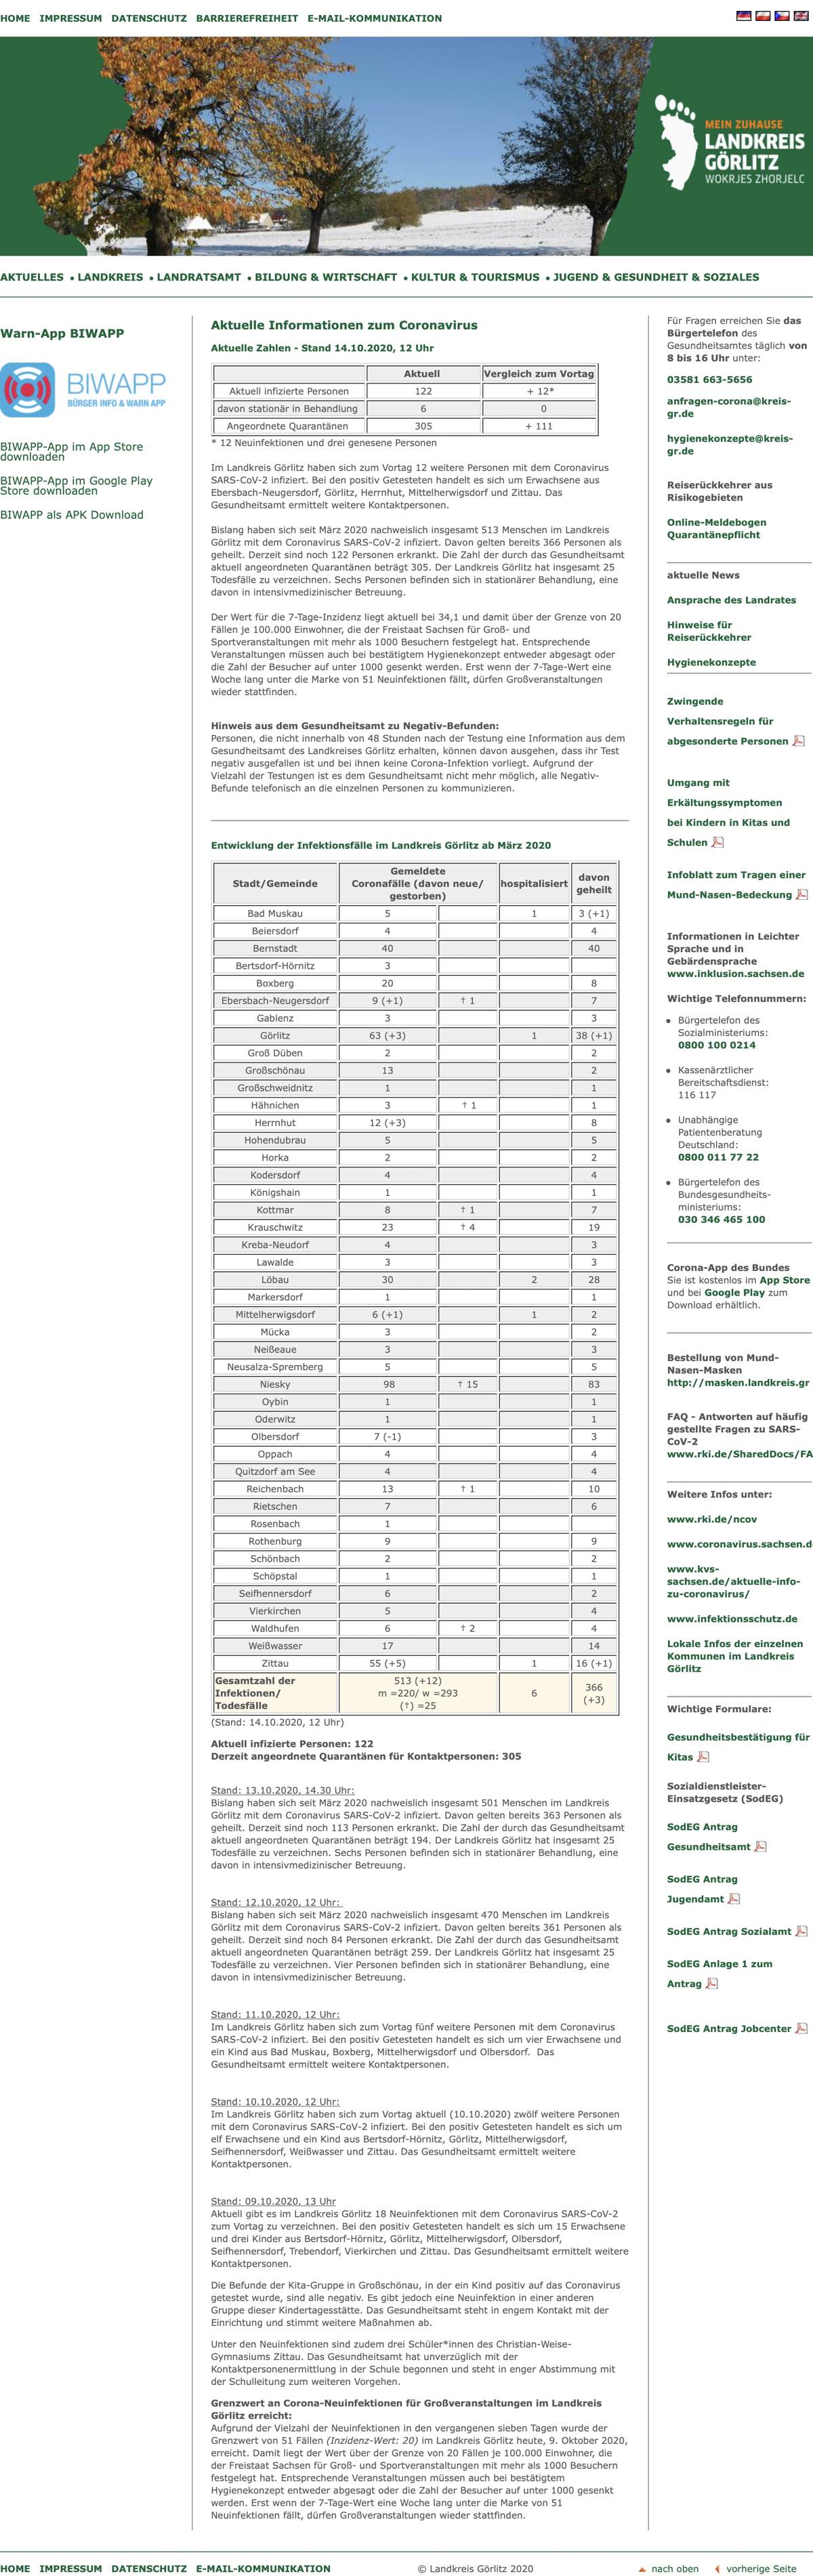 HOME IMPRESSUM DATENSCHUTZ BARRIEREFREIHEIT E-MAIL-KOMMUNIKATION
MEIN ZUHAUSE
LANDKREIS
GÖRLITZ
WOKRJES ZHORJELC
AKTUELLES • LANDKREIS • LANDRATSAMT • BILDUNG & WIRTSCHAFT • KULTUR & TOURISMUS • JUGEND & GESUNDHEIT & SOZIALES
Warn-App BIWAPP
BIWAPP
BÜRGER INFO & WARN APP
BIWAPP-App im App Store
downloaden
BIWAPP-App im Google Play
Store downloaden
BIWAPP als APK Download
Aktuelle Informationen zum Coronavirus
Aktuelle Zahlen - Stand 14.10.2020, 12 Uhr
Aktuell Vergleich zum Vortag
Aktuell infizierte Personen 122 + 12*
davon stationär in Behandlung 6 0
Angeordnete Quarantänen 305 + 111
* 12 Neuinfektionen und drei genesene Personen
Im Landkreis Görlitz haben sich zum Vortag 12 weitere Personen mit dem Coronavirus
SARS-CoV-2 infiziert. Bei den positiv Getesteten handelt es sich um Erwachsene aus
Ebersbach-Neugersdorf, Görlitz, Herrnhut, Mittelherwigsdorf und Zittau. Das
Gesundheitsamt ermittelt weitere Kontaktpersonen.
Bislang haben sich seit März 2020 nachweislich insgesamt 513 Menschen im Landkreis
Görlitz mit dem Coronavirus SARS-CoV-2 infiziert. Davon gelten bereits 366 Personen als
geheilt. Derzeit sind noch 122 Personen erkrankt. Die Zahl der durch das Gesundheitsamt
aktuell angeordneten Quarantänen beträgt 305. Der Landkreis Görlitz hat insgesamt 25
Todesfälle zu verzeichnen. Sechs Personen befinden sich in stationärer Behandlung, eine
davon in intensivmedizinischer Betreuung.
Der Wert für die 7-Tage-Inzidenz liegt aktuell bei 34,1 und damit über der Grenze von 20
Fällen je 100.000 Einwohner, die der Freistaat Sachsen für Groß- und
Sportveranstaltungen mit mehr als 1000 Besuchern festgelegt hat. Entsprechende
Veranstaltungen müssen auch bei bestätigtem Hygienekonzept entweder abgesagt oder
die Zahl der Besucher auf unter 1000 gesenkt werden. Erst wenn der 7-Tage-Wert eine
Woche lang unter die Marke von 51 Neuinfektionen fällt, dürfen Großveranstaltungen
wieder stattfinden.
Hinweis aus dem Gesundheitsamt zu Negativ-Befunden:
Personen, die nicht innerhalb von 48 Stunden nach der Testung eine Information aus dem
Gesundheitsamt des Landkreises Görlitz erhalten, können davon ausgehen, dass ihr Test
negativ ausgefallen ist und bei ihnen keine Corona-Infektion vorliegt. Aufgrund der
Vielzahl der Testungen ist es dem Gesundheitsamt nicht mehr möglich, alle Negativ-
Befunde telefonisch an die einzelnen Personen zu kommunizieren.
Entwicklung der Infektionsfälle im Landkreis Görlitz ab März 2020
Stadt/Gemeinde Gemeldete Coronafälle (davon neue/ gestorben) hospitalisiert davon geheilt
Bad Muskau 5 1 3 (+1)
Beiersdorf 4 4
Bernstadt 40 40
Bertsdorf-Hörnitz 3
Boxberg 20 8
Ebersbach-Neugersdorf 9 (+1) † 1 7
Gablenz 3 3
Görlitz 63 (+3) 1 38 (+1)
Groß Düben 2 2
Großschönau 13 2
Großschweidnitz 1 1
Hähnichen 3 † 1 1
Herrnhut 12 (+3) 8
Hohendubrau 5 5
Horka 2 2
Kodersdorf 4 4
Königshain 1 1
Kottmar 8 † 1 7
Krauschwitz 23 † 4 19
Kreba-Neudorf 4 3
Lawalde 3 3
Löbau 30 2 28
Markersdorf 1 1
Mittelherwigsdorf 6 (+1) 1 2
Mücka 3 2
Neißeaue 3 3
Neusalza-Spremberg 5 5
Niesky 98 † 15 83
Oybin 1 1
Oderwitz 1 1
Olbersdorf 7 (-1) 3
Oppach 4 4
Quitzdorf am See 4 4
Reichenbach 13 † 1 10
Rietschen 7 6
Rosenbach 1
Rothenburg 9 9
Schönbach 2 2
Schöpstal 1 1
Seifhennersdorf 6 2
Vierkirchen 5 4
Waldhufen 6 † 2 4
Weißwasser 17 14
Zittau 55 (+5) 1 16 (+1)
Gesamtzahl der Infektionen/ Todesfälle 513 (+12) m =220/ w =293 (†) =25 6 366 (+3)
(Stand: 14.10.2020, 12 Uhr)
Aktuell infizierte Personen: 122
Derzeit angeordnete Quarantänen für Kontaktpersonen: 305
Stand: 13.10.2020, 14.30 Uhr:
Bislang haben sich seit März 2020 nachweislich insgesamt 501 Menschen im Landkreis
Görlitz mit dem Coronavirus SARS-CoV-2 infiziert. Davon gelten bereits 363 Personen als
geheilt. Derzeit sind noch 113 Personen erkrankt. Die Zahl der durch das Gesundheitsamt
aktuell angeordneten Quarantänen beträgt 194. Der Landkreis Görlitz hat insgesamt 25
Todesfälle zu verzeichnen. Sechs Personen befinden sich in stationärer Behandlung, eine
davon in intensivmedizinischer Betreuung.
Stand: 12.10.2020, 12 Uhr:
Bislang haben sich seit März 2020 nachweislich insgesamt 470 Menschen im Landkreis
Görlitz mit dem Coronavirus SARS-CoV-2 infiziert. Davon gelten bereits 361 Personen als
geheilt. Derzeit sind noch 84 Personen erkrankt. Die Zahl der durch das Gesundheitsamt
aktuell angeordneten Quarantänen beträgt 259. Der Landkreis Görlitz hat insgesamt 25
Todesfälle zu verzeichnen. Vier Personen befinden sich in stationärer Behandlung, eine
davon in intensivmedizinischer Betreuung.
Stand: 11.10.2020, 12 Uhr:
Im Landkreis Görlitz haben sich zum Vortag fünf weitere Personen mit dem Coronavirus
SARS-CoV-2 infiziert. Bei den positiv Getesteten handelt es sich um vier Erwachsene und
ein Kind aus Bad Muskau, Boxberg, Mittelherwigsdorf und Olbersdorf. Das
Gesundheitsamt ermittelt weitere Kontaktpersonen.
Stand: 10.10.2020, 12 Uhr:
Im Landkreis Görlitz haben sich zum Vortag aktuell (10.10.2020) zwölf weitere Personen
mit dem Coronavirus SARS-CoV-2 infiziert. Bei den positiv Getesteten handelt es sich um
elf Erwachsene und ein Kind aus Bertsdorf-Hörnitz, Görlitz, Mittelherwigsdorf,
Seifhennersdorf, Weißwasser und Zittau. Das Gesundheitsamt ermittelt weitere
Kontaktpersonen.
Stand: 09.10.2020, 13 Uhr
Aktuell gibt es im Landkreis Görlitz 18 Neuinfektionen mit dem Coronavirus SARS-CoV-2
zum Vortag zu verzeichnen. Bei den positiv Getesteten handelt es sich um 15 Erwachsene
und drei Kinder aus Bertsdorf-Hörnitz, Görlitz, Mittelherwigsdorf, Olbersdorf,
Seifhennersdorf, Trebendorf, Vierkirchen und Zittau. Das Gesundheitsamt ermittelt weitere
Kontaktpersonen.
Die Befunde der Kita-Gruppe in Großschönau, in der ein Kind positiv auf das Coronavirus
getestet wurde, sind alle negativ. Es gibt jedoch eine Neuinfektion in einer anderen
Gruppe dieser Kindertagesstätte. Das Gesundheitsamt steht in engem Kontakt mit der
Einrichtung und stimmt weitere Maßnahmen ab.
Unter den Neuinfektionen sind zudem drei Schüler*innen des Christian-Weise-
Gymnasiums Zittau. Das Gesundheitsamt hat unverzüglich mit der
Kontaktpersonenermittlung in der Schule begonnen und steht in enger Abstimmung mit
der Schulleitung zum weiteren Vorgehen.
Grenzwert an Corona-Neuinfektionen für Großveranstaltungen im Landkreis
Görlitz erreicht:
Aufgrund der Vielzahl der Neuinfektionen in den vergangenen sieben Tagen wurde der
Grenzwert von 51 Fällen (Inzidenz-Wert: 20) im Landkreis Görlitz heute, 9. Oktober 2020,
erreicht. Damit liegt der Wert über der Grenze von 20 Fällen je 100.000 Einwohner, die
der Freistaat Sachsen für Groß- und Sportveranstaltungen mit mehr als 1000 Besuchern
festgelegt hat. Entsprechende Veranstaltungen müssen auch bei bestätigtem
Hygienekonzept entweder abgesagt oder die Zahl der Besucher auf unter 1000 gesenkt
werden. Erst wenn der 7-Tage-Wert eine Woche lang unter die Marke von 51
Neuinfektionen fällt, dürfen Großveranstaltungen wieder stattfinden.
Für Fragen erreichen Sie das
Bürgertelefon des
Gesundheitsamtes täglich von
8 bis 16 Uhr unter:
03581 663-5656
anfragen-corona@kreis-
gr.de
hygienekonzepte@kreis-
gr.de
Reiserückkehrer aus
Risikogebieten
Online-Meldebogen
Quarantänepflicht
aktuelle News
Ansprache des Landrates
Hinweise für
Reiserückkehrer
Hygienekonzepte
Zwingende
Verhaltensregeln für
abgesonderte Personen
Umgang mit
Erkältungssymptomen
bei Kindern in Kitas und
Schulen
Infoblatt zum Tragen einer
Mund-Nasen-Bedeckung
Informationen in Leichter
Sprache und in
Gebärdensprache
www.inklusion.sachsen.de
Wichtige Telefonnummern:
• Bürgertelefon des
Sozialministeriums:
0800 100 0214
• Kassenärztlicher
Bereitschaftsdienst:
116 117
• Unabhängige
Patientenberatung
Deutschland:
0800 011 77 22
• Bürgertelefon des
Bundesgesundheits-
ministeriums:
030 346 465 100
Corona-App des Bundes
Sie ist kostenlos im App Store
und bei Google Play zum
Download erhältlich.
Bestellung von Mund-
Nasen-Masken
http://masken.landkreis.gr
FAQ - Antworten auf häufig
gestellte Fragen zu SARS-
CoV-2
www.rki.de/SharedDocs/FA
Weitere Infos unter:
www.rki.de/ncov
www.coronavirus.sachsen.d
www.kvs-
sachsen.de/aktuelle-info-
zu-coronavirus/
www.infektionsschutz.de
Lokale Infos der einzelnen
Kommunen im Landkreis
Görlitz
Wichtige Formulare:
Gesundheitsbestätigung für
Kitas
Sozialdienstleister-
Einsatzgesetz (SodEG)
SodEG Antrag
Gesundheitsamt
SodEG Antrag
Jugendamt
SodEG Antrag Sozialamt
SodEG Anlage 1 zum
Antrag
SodEG Antrag Jobcenter
HOME IMPRESSUM DATENSCHUTZ E-MAIL-KOMMUNIKATION © Landkreis Görlitz 2020 nach oben vorherige Seite